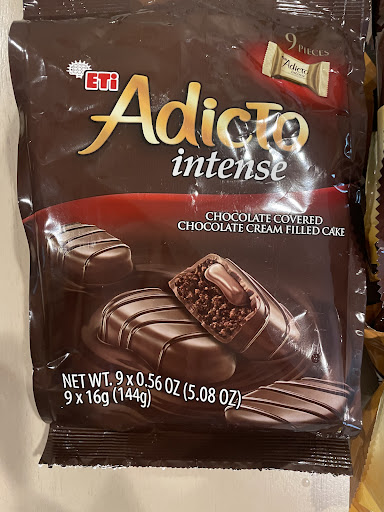 9 PIECES
Adicto
ETi
Adicto
intense
CHOCOLATE COVERED
CHOCOLATE CREAM FILLED CAKE
NET WT. 9 x 0.56 OZ (5.08 OZ)
9 x 16g (144g)